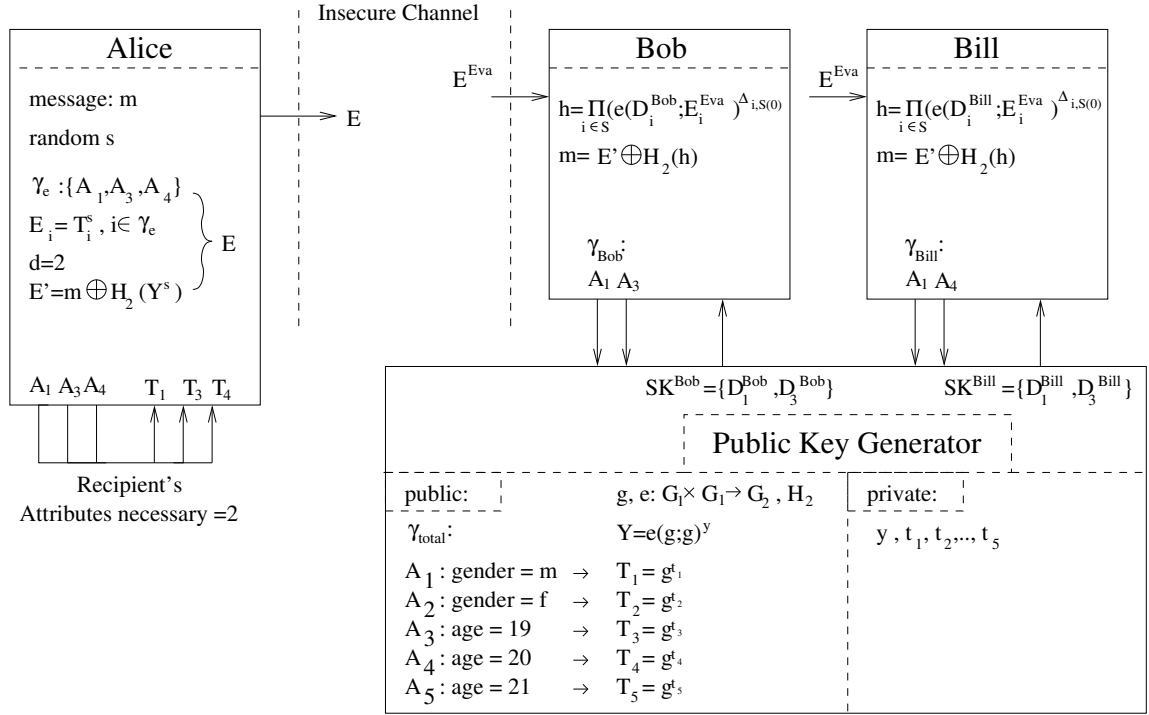 Insecure Channel
Alice
message: m
random s
γe :{A1,A3,A4}
Ei= Ti^s, i∈ γe
d=2
E'=m ⊕ H2(Y^s)
E
A1 A3 A4 T1 T3 T4
Recipient's
Attributes necessary =2
E
E^Eva
Bob
h=∏ i∈S (e(Di^Bob;Ei^Eva)^Δi,S(0)
m= E'⊕H2(h)
γBob:
A1 A3
E^Eva
Bill
h=∏ i∈S (e(Di^Bill;Ei^Eva)^Δi,S(0)
m= E'⊕H2(h)
γBill:
A1 A4
SK^Bob={D1^Bob,D3^Bob}
SK^Bill={D1^Bill,D3^Bill}
Public Key Generator
public:
g, e: G1× G1→ G2 , H2
γtotal:
Y=e(g;g)^y
A1: gender = m → T1= g^t1
A2: gender = f → T2= g^t2
A3: age = 19 → T3= g^t3
A4: age = 20 → T4= g^t4
A5: age = 21 → T5= g^t5
private:
y , t1, t2,.., t5